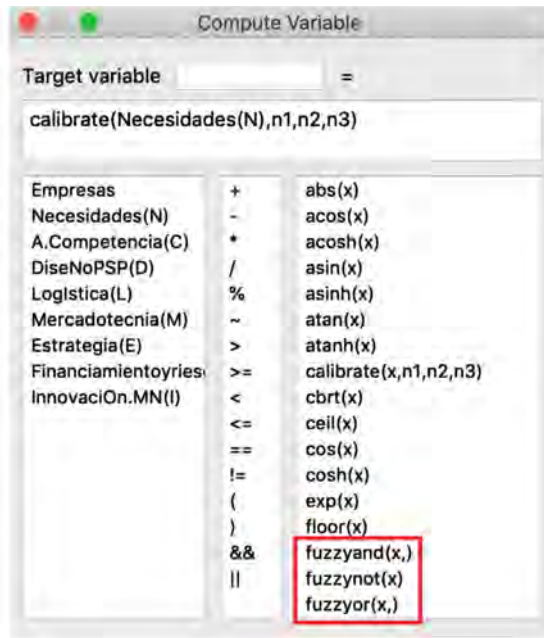 Compute Variable
Target variable =
calibrate(Necesidades(N),n1,n2,n3)
Empresas + abs(x)
Necesidades(N) - acos(x)
A.Competencia(C) * acosh(x)
DiseNoPSP(D) / asin(x)
LogIstica(L) % asinh(x)
Mercadotecnia(M) ~ atan(x)
Estrategia(E) > atanh(x)
Financiamientoyries >= calibrate(x,n1,n2,n3)
InnovaciOn.MN(I) < cbrt(x)
<= ceil(x)
== cos(x)
!= cosh(x)
( exp(x)
) floor(x)
&& fuzzyand(x,)
|| fuzzynot(x)
fuzzyor(x,)